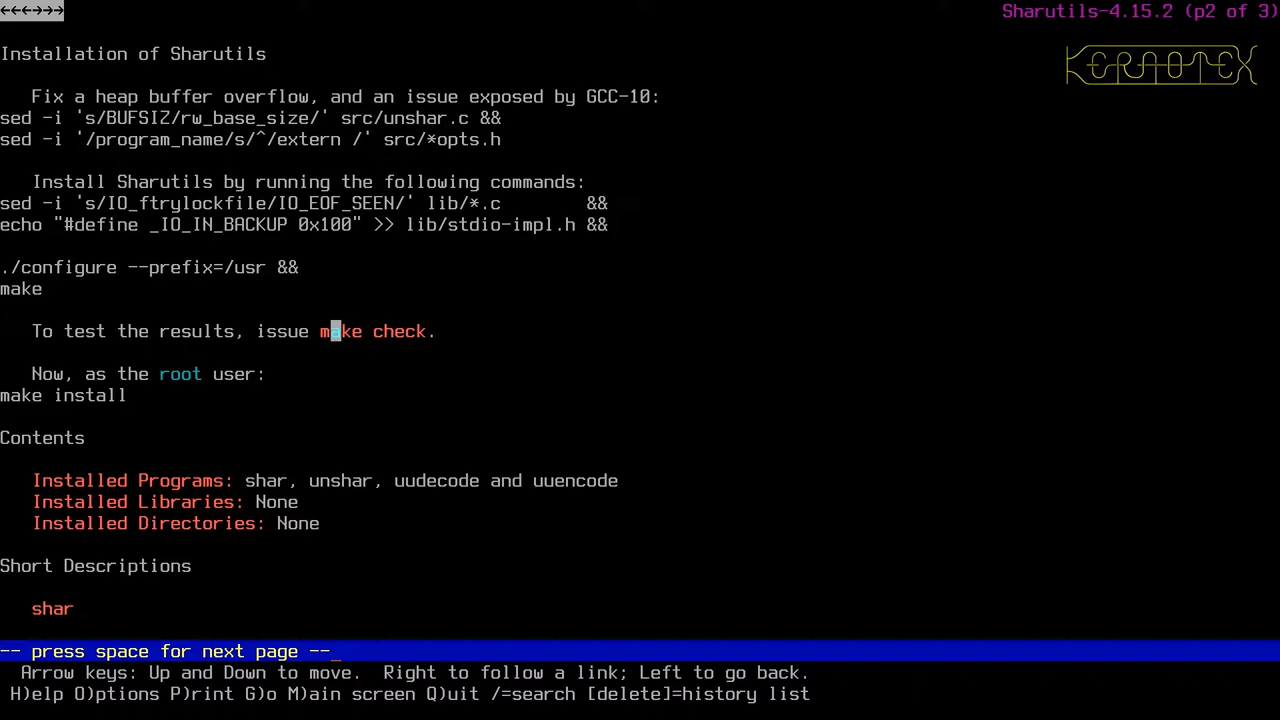 ←←←→→→ Sharutils-4.15.2 (p2 of 3)
KERNOTEX
Installation of Sharutils
Fix a heap buffer overflow, and an issue exposed by GCC-10:
sed -i 's/BUFSIZ/rw_base_size/' src/unshar.c &&
sed -i '/program_name/s/^/extern /' src/*opts.h
Install Sharutils by running the following commands:
sed -i 's/IO_ftrylockfile/IO_EOF_SEEN/' lib/*.c        &&
echo "#define _IO_IN_BACKUP 0x100" >> lib/stdio-impl.h &&
./configure --prefix=/usr &&
make
To test the results, issue make check.
Now, as the root user:
make install
Contents
Installed Programs: shar, unshar, uudecode and uuencode
Installed Libraries: None
Installed Directories: None
Short Descriptions
shar
-- press space for next page --
Arrow keys: Up and Down to move.  Right to follow a link; Left to go back.
H)elp O)ptions P)rint G)o M)ain screen Q)uit /=search [delete]=history list